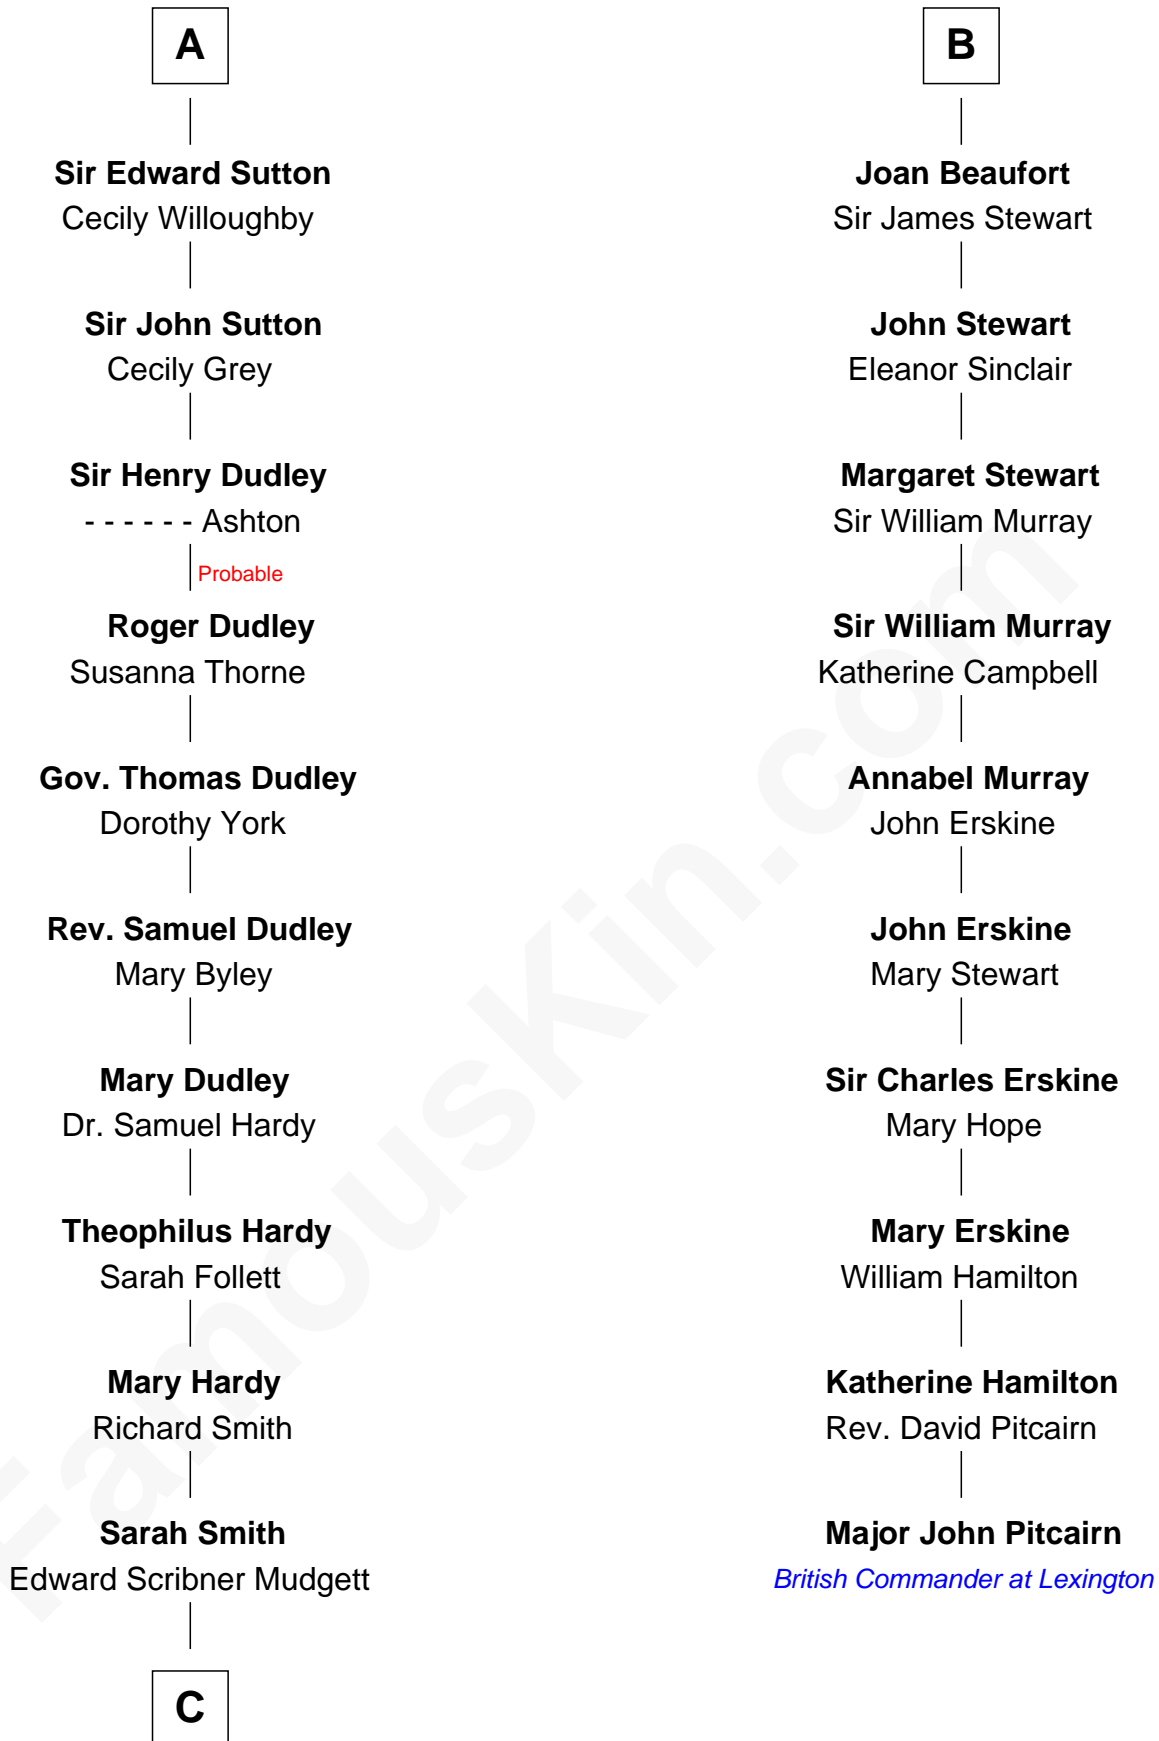 A
Sir Edward Sutton
Cecily Willoughby
Sir John Sutton
Cecily Grey
Sir Henry Dudley
- - - - - - Ashton
Probable
Roger Dudley
Susanna Thorne
Gov. Thomas Dudley
Dorothy York
Rev. Samuel Dudley
Mary Byley
Mary Dudley
Dr. Samuel Hardy
Theophilus Hardy
Sarah Follett
Mary Hardy
Richard Smith
Sarah Smith
Edward Scribner Mudgett
C
B
Joan Beaufort
Sir James Stewart
John Stewart
Eleanor Sinclair
Margaret Stewart
Sir William Murray
Sir William Murray
Katherine Campbell
Annabel Murray
John Erskine
John Erskine
Mary Stewart
Sir Charles Erskine
Mary Hope
Mary Erskine
William Hamilton
Katherine Hamilton
Rev. David Pitcairn
Major John Pitcairn
British Commander at Lexington
FamousKin.com